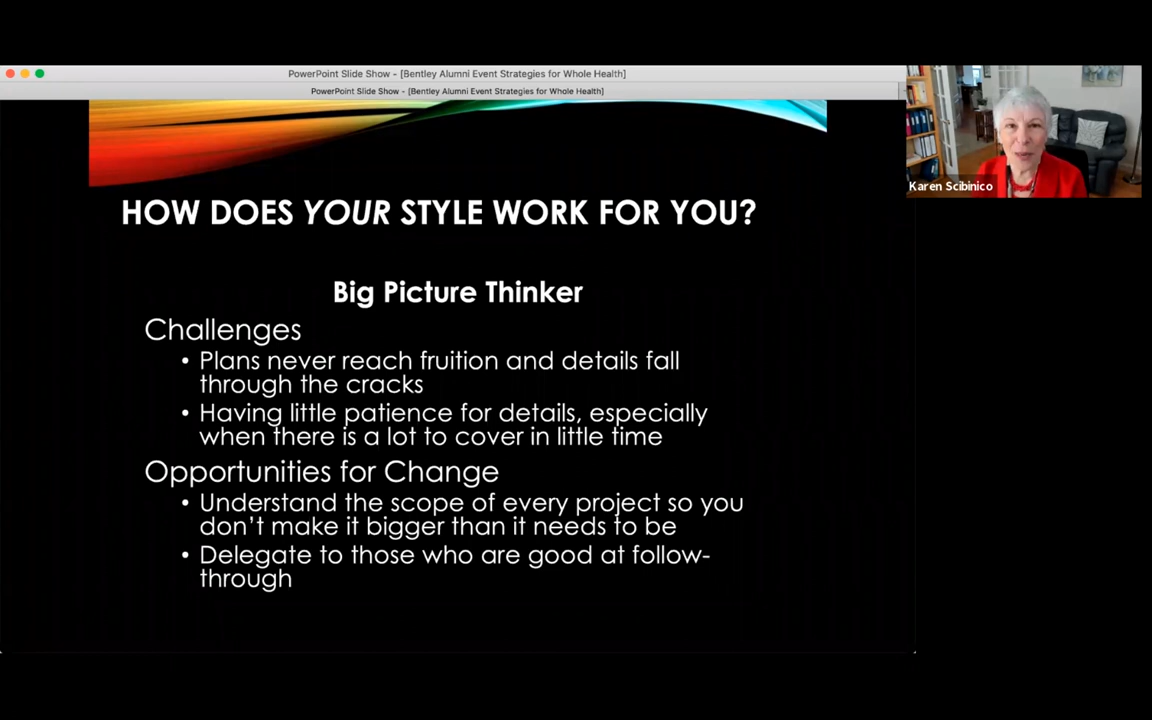 PowerPoint Slide Show - [Bentley Alumni Event Strategies for Whole Health]
PowerPoint Slide Show - [Bentley Alumni Event Strategies for Whole Health]
Karen Scibinico
HOW DOES YOUR STYLE WORK FOR YOU?
Big Picture Thinker
Challenges
• Plans never reach fruition and details fall
through the cracks
• Having little patience for details, especially
when there is a lot to cover in little time
Opportunities for Change
• Understand the scope of every project so you
don't make it bigger than it needs to be
• Delegate to those who are good at follow-
through